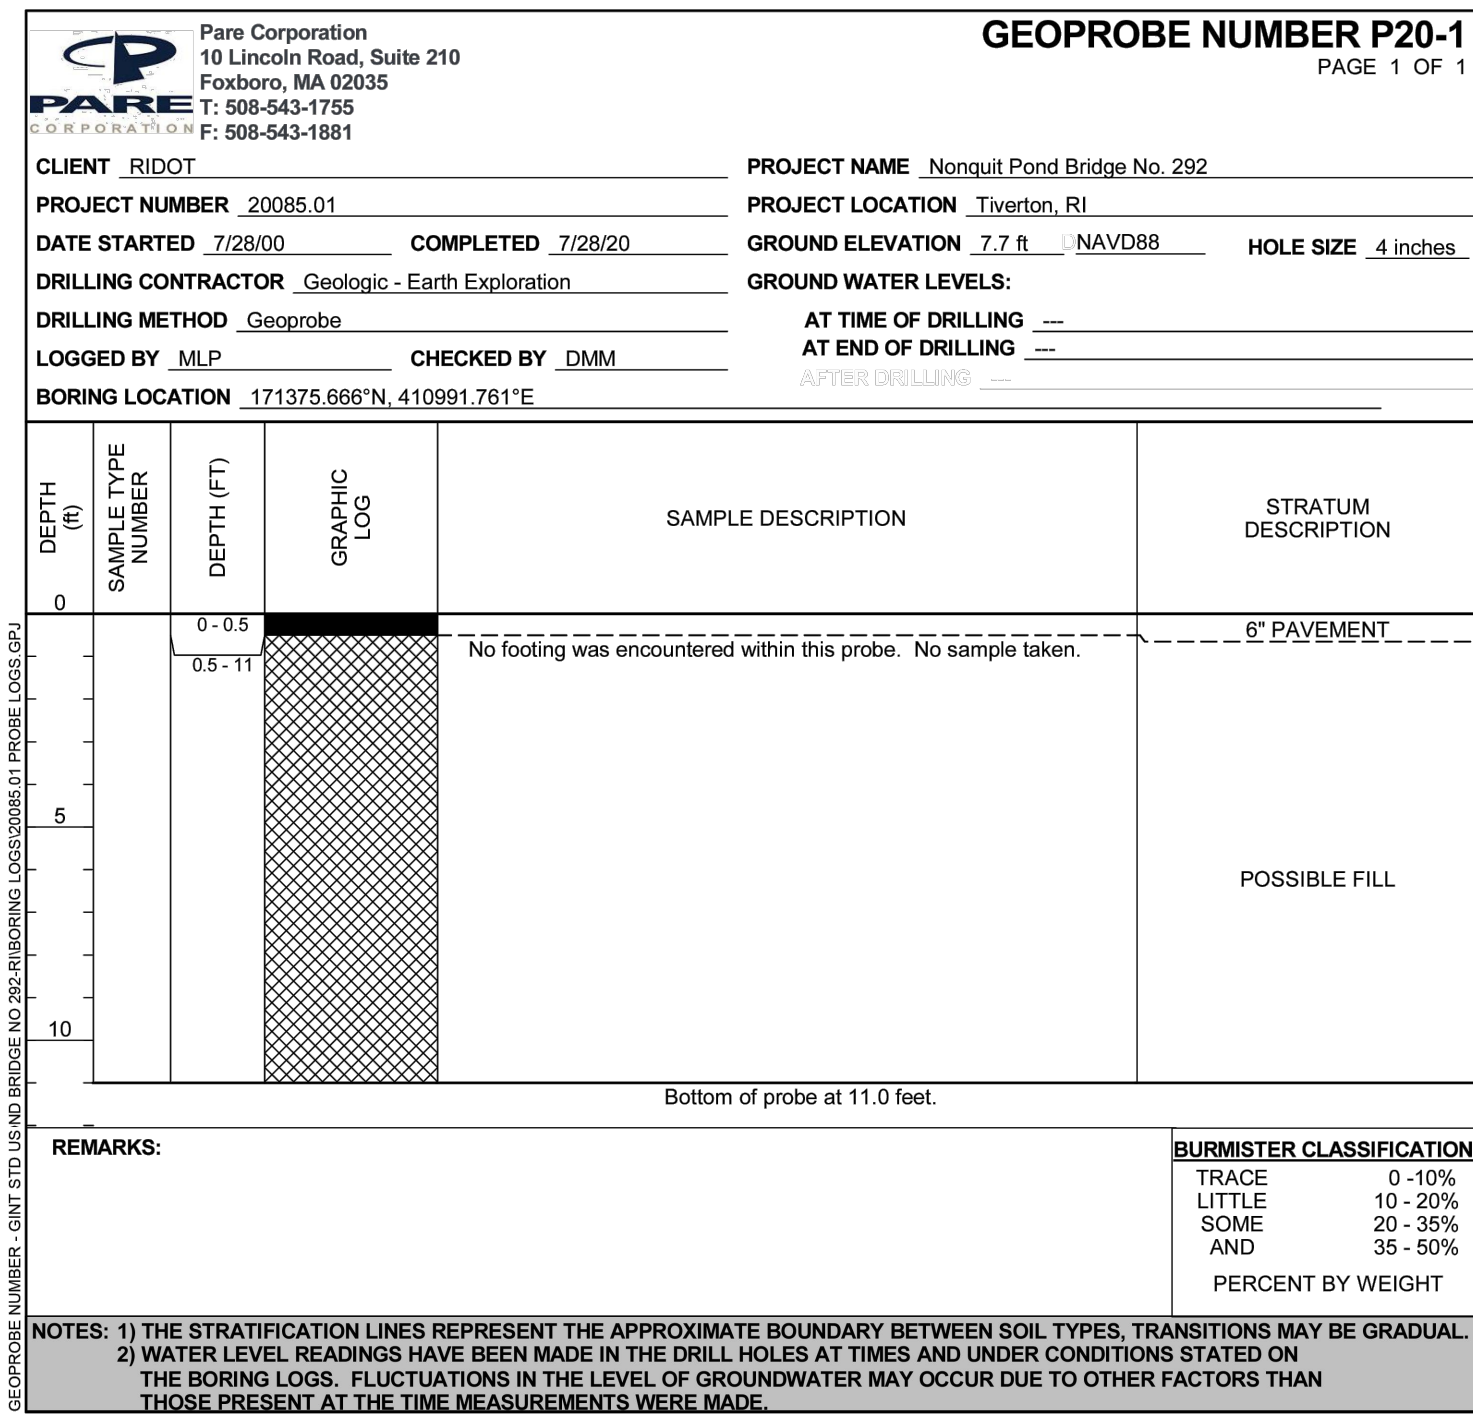 GEOPROBE NUMBER P20-1
PAGE 1 OF 1
PARE
CORPORATION
Pare Corporation
10 Lincoln Road, Suite 210
Foxboro, MA 02035
T: 508-543-1755
F: 508-543-1881
CLIENT RIDOT
PROJECT NAME Nonquit Pond Bridge No. 292
PROJECT NUMBER 20085.01
PROJECT LOCATION Tiverton, RI
DATE STARTED 7/28/00 COMPLETED 7/28/20
GROUND ELEVATION 7.7 ft DNAVD88 HOLE SIZE 4 inches
DRILLING CONTRACTOR Geologic - Earth Exploration
GROUND WATER LEVELS:
DRILLING METHOD Geoprobe
AT TIME OF DRILLING ---
LOGGED BY MLP CHECKED BY DMM
AT END OF DRILLING ---
AFTER DRILLING ---
BORING LOCATION 171375.666°N, 410991.761°E
DEPTH
(ft)
SAMPLE TYPE
NUMBER
DEPTH (FT)
GRAPHIC
LOG
SAMPLE DESCRIPTION
STRATUM
DESCRIPTION
0
0 - 0.5
6" PAVEMENT
No footing was encountered within this probe. No sample taken.
0.5 - 11
5
POSSIBLE FILL
10
Bottom of probe at 11.0 feet.
REMARKS:
BURMISTER CLASSIFICATION
TRACE 0 -10%
LITTLE 10 - 20%
SOME 20 - 35%
AND 35 - 50%
PERCENT BY WEIGHT
NOTES: 1) THE STRATIFICATION LINES REPRESENT THE APPROXIMATE BOUNDARY BETWEEN SOIL TYPES, TRANSITIONS MAY BE GRADUAL.
2) WATER LEVEL READINGS HAVE BEEN MADE IN THE DRILL HOLES AT TIMES AND UNDER CONDITIONS STATED ON
THE BORING LOGS. FLUCTUATIONS IN THE LEVEL OF GROUNDWATER MAY OCCUR DUE TO OTHER FACTORS THAN
THOSE PRESENT AT THE TIME MEASUREMENTS WERE MADE.
GEOPROBE NUMBER - GINT STD US ND BRIDGE NO 292-RI\BORING LOGS\20085.01 PROBE LOGS.GPJ